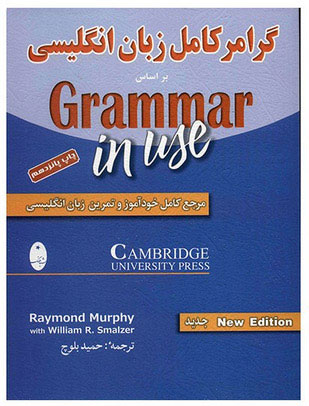 گرامر کامل زبان انگلیسی
بر اساس
Grammar
in use
چاپ پانزدهم
مرجع کامل خودآموز و تمرین زبان انگلیسی
CAMBRIDGE
UNIVERSITY PRESS
Raymond Murphy
with William R. Smalzer
جدید New Edition
ترجمهٔ: حمید بلوچ